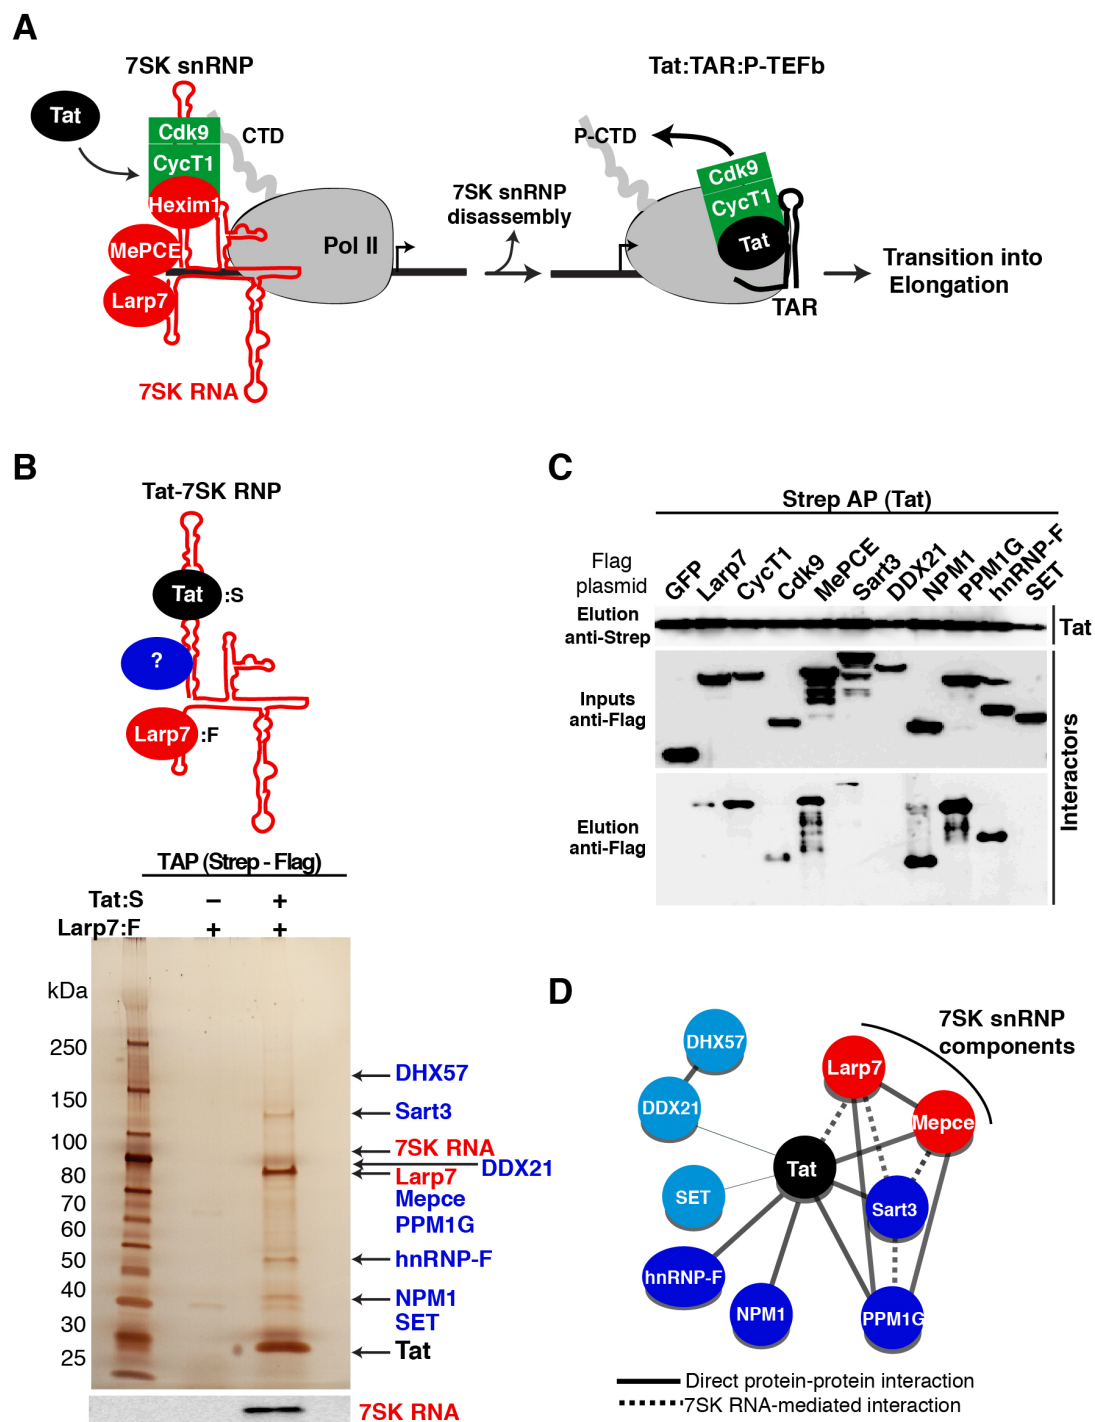 A
7SK snRNP
Tat:TAR:P-TEFb
Tat
Cdk9
CTD
CycT1
Hexim1
MePCE
Larp7
Pol II
7SK RNA
7SK snRNP
disassembly
P-CTD
Cdk9
CycT1
Tat
TAR
Transition into
Elongation
B
Tat-7SK RNP
Tat :S
?
Larp7 :F
TAP (Strep - Flag)
Tat:S – +
Larp7:F + +
kDa
250
150
100
80
70
60
50
40
30
25
DHX57
Sart3
7SK RNA
DDX21
Larp7
Mepce
PPM1G
hnRNP-F
NPM1
SET
Tat
7SK RNA
C
Strep AP (Tat)
Flag
plasmid
GFP
Larp7
CycT1
Cdk9
MePCE
Sart3
DDX21
NPM1
PPM1G
hnRNP-F
SET
Elution
anti-Strep
Tat
Inputs
anti-Flag
Elution
anti-Flag
Interactors
D
7SK snRNP
components
DHX57
Larp7
DDX21
Mepce
Tat
SET
Sart3
hnRNP-F
NPM1
PPM1G
Direct protein-protein interaction
7SK RNA-mediated interaction